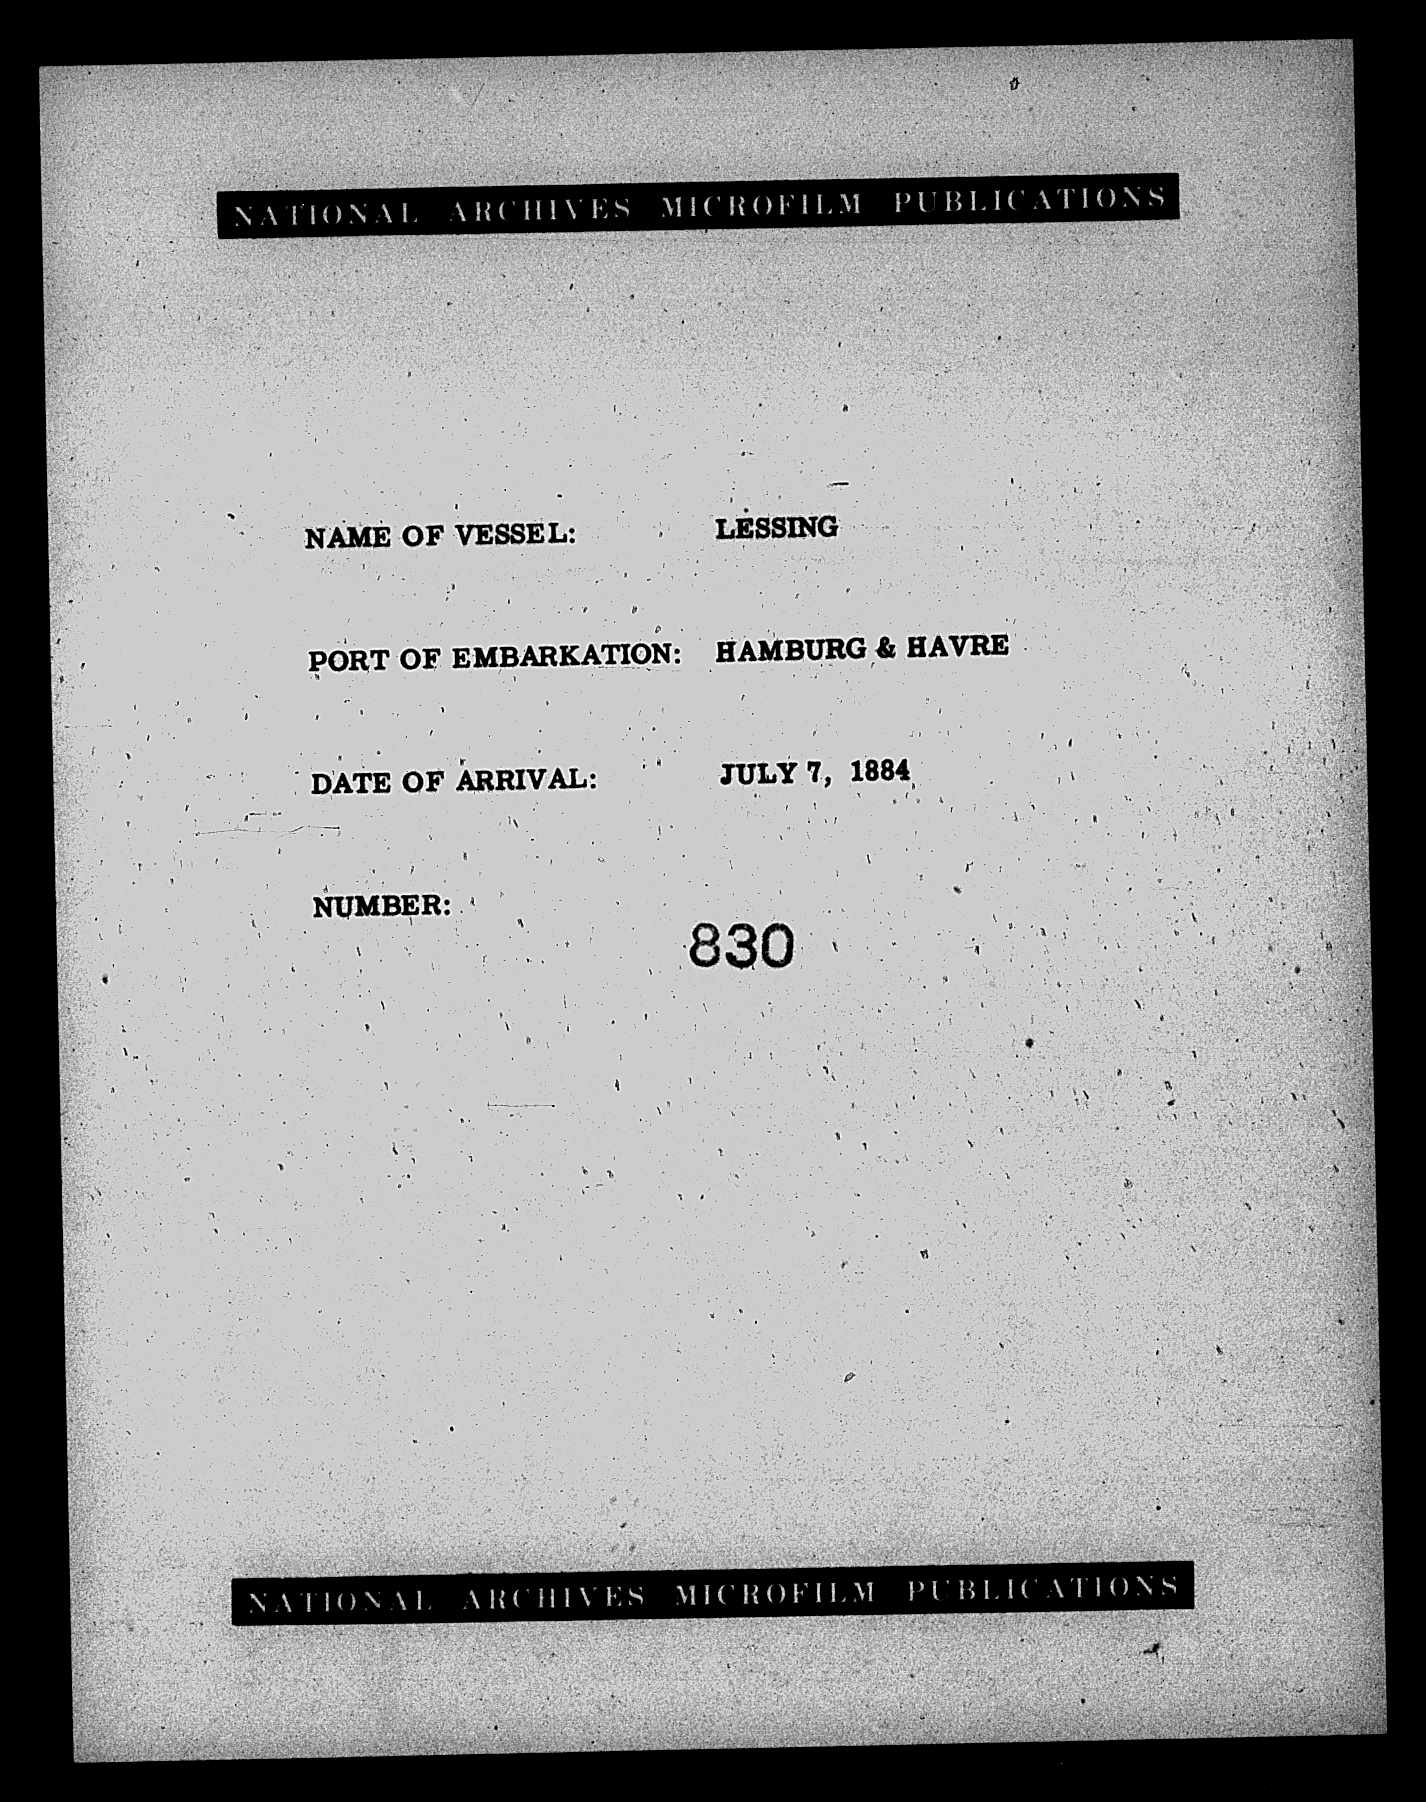 NATIONAL ARCHIVES MICROFILM PUBLICATIONS
NAME OF VESSEL: LESSING
PORT OF EMBARKATION: HAMBURG & HAVRE
DATE OF ARRIVAL: JULY 7, 1884
NUMBER:
830
NATIONAL ARCHIVES MICROFILM PUBLICATIONS